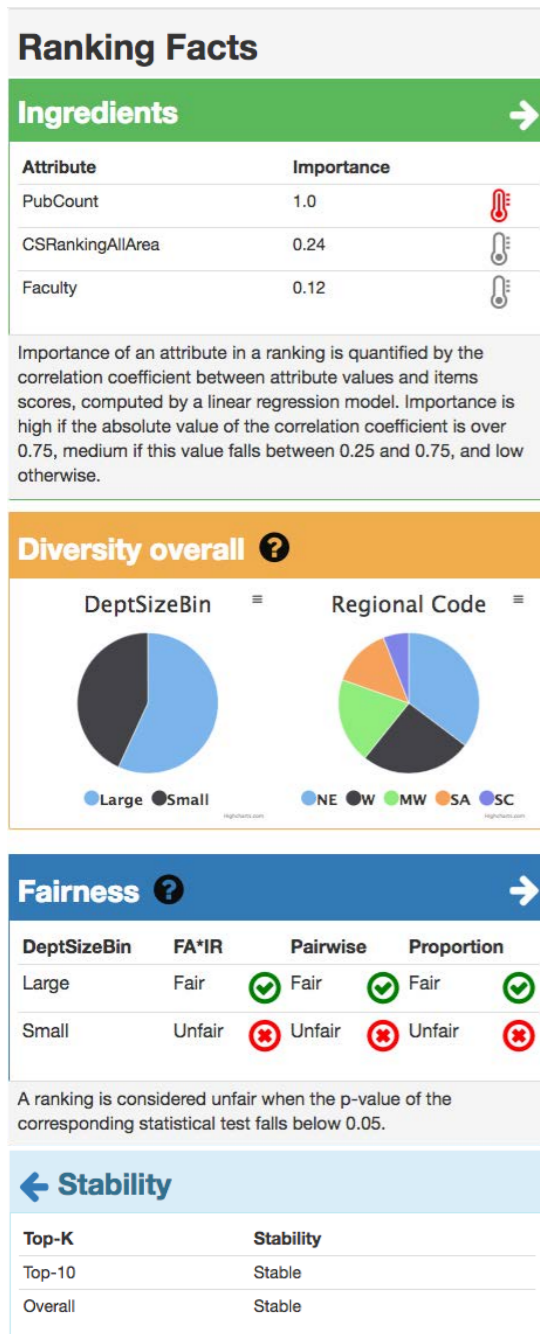 Ranking Facts
Ingredients
Attribute Importance
PubCount 1.0
CSRankingAllArea 0.24
Faculty 0.12
Importance of an attribute in a ranking is quantified by the
correlation coefficient between attribute values and items
scores, computed by a linear regression model. Importance is
high if the absolute value of the correlation coefficient is over
0.75, medium if this value falls between 0.25 and 0.75, and low
otherwise.
Diversity overall ?
DeptSizeBin Regional Code
Large Small NE W MW SA SC
Highcharts.com Highcharts.com
Fairness ?
DeptSizeBin FA*IR Pairwise Proportion
Large Fair Fair Fair
Small Unfair Unfair Unfair
A ranking is considered unfair when the p-value of the
corresponding statistical test falls below 0.05.
Stability
Top-K Stability
Top-10 Stable
Overall Stable